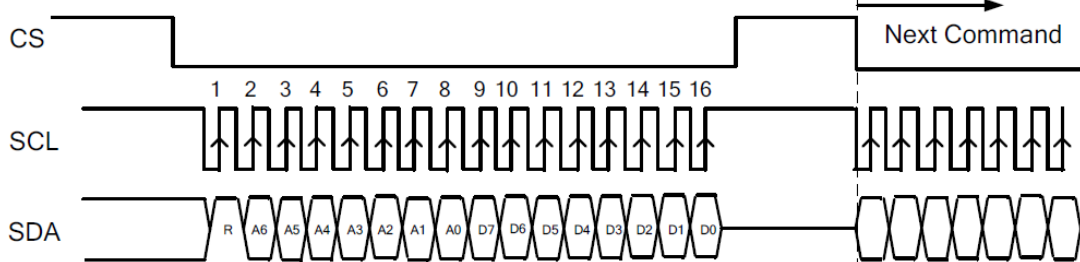 CS
Next Command
1 2 3 4 5 6 7 8 9 10 11 12 13 14 15 16
SCL
SDA
R A6 A5 A4 A3 A2 A1 A0 D7 D6 D5 D4 D3 D2 D1 D0